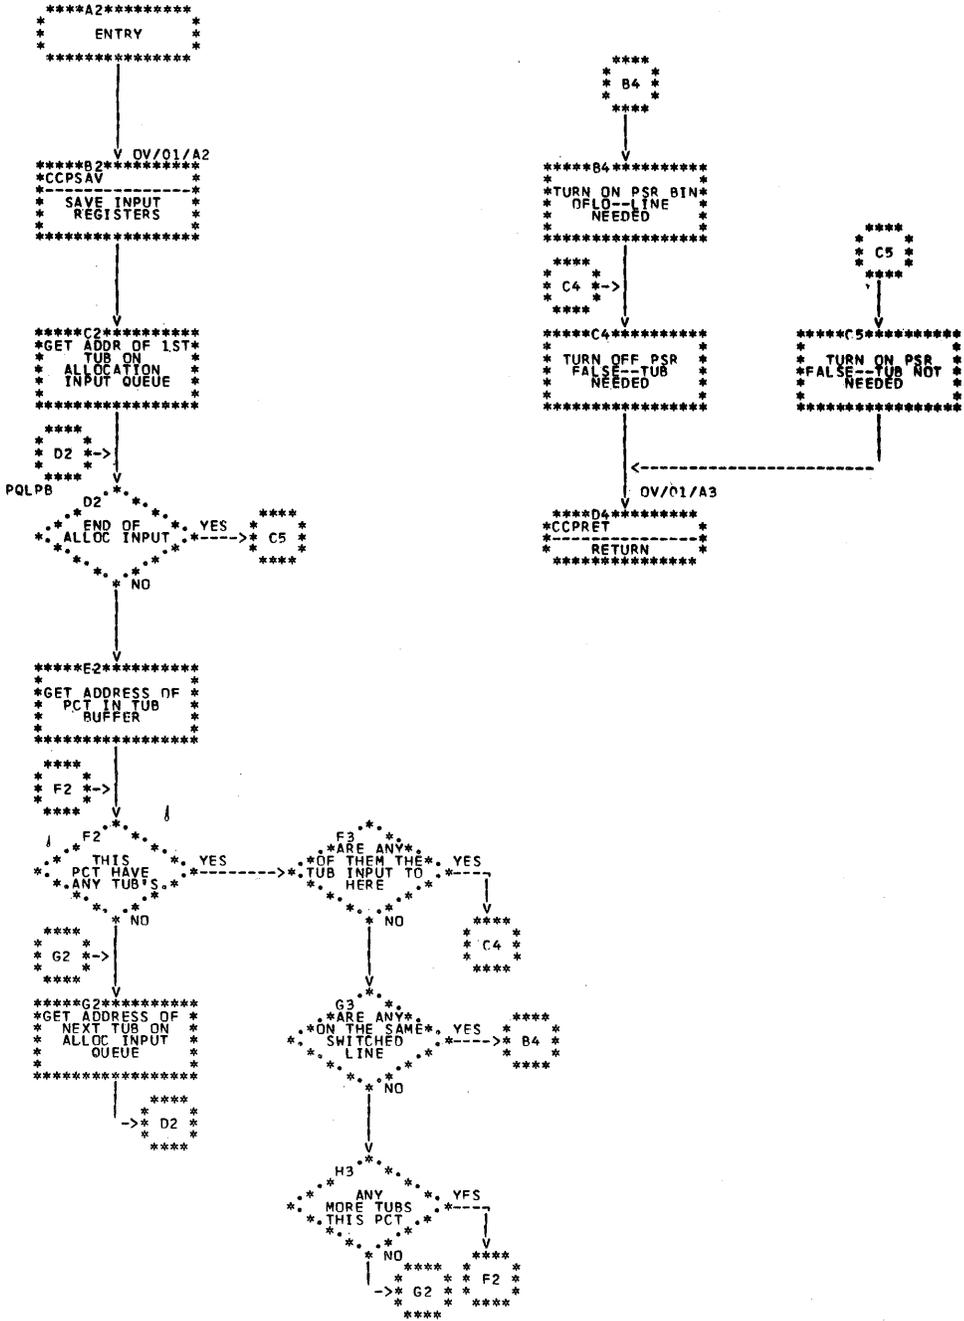 A2
ENTRY
OV/01/A2
B2
CCPSAV
SAVE INPUT
REGISTERS
C2
GET ADDR OF 1ST
TUB ON
ALLOCATION
INPUT QUEUE
D2
PQLPB
D2
END OF
ALLOC INPUT
YES
C5
NO
E2
GET ADDRESS OF
PCT IN TUB
BUFFER
F2
F2
THIS
PCT HAVE
ANY TUB'S
YES
NO
G2
G2
GET ADDRESS OF
NEXT TUB ON
ALLOC INPUT
QUEUE
D2
F3
ARE ANY
OF THEM THE
TUB INPUT TO
HERE
YES
C4
NO
G3
ARE ANY
ON THE SAME
SWITCHED
LINE
YES
B4
NO
H3
ANY
MORE TUBS
THIS PCT
YES
F2
NO
G2
B4
B4
TURN ON PSR BIN
OFLO--LINE
NEEDED
C4
C4
TURN OFF PSR
FALSE--TUB
NEEDED
C5
C5
TURN ON PSR
FALSE--TUB NOT
NEEDED
OV/01/A3
D4
CCPRET
RETURN